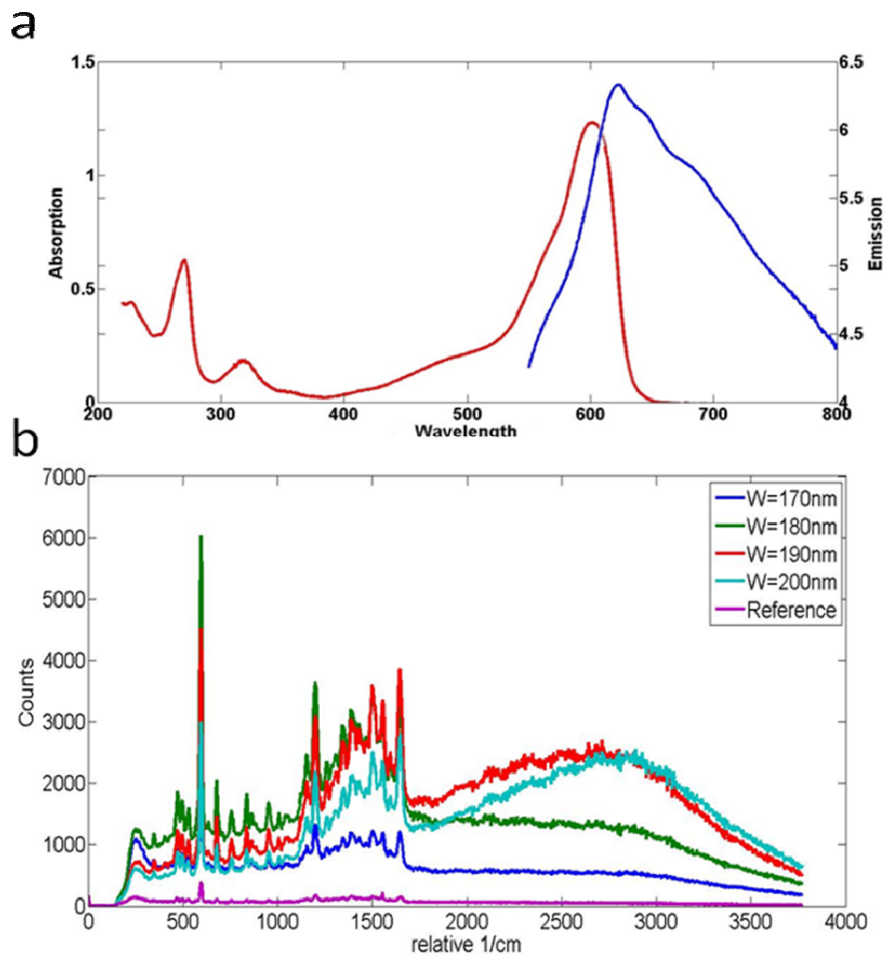 a
1.5
1
0.5
0
Absorption
6.5
6
5.5
5
4.5
4
Emission
200 300 400 500 600 700 800
Wavelength
b
7000
6000
5000
4000
3000
2000
1000
0
Counts
W=170nm
W=180nm
W=190nm
W=200nm
Reference
0 500 1000 1500 2000 2500 3000 3500 4000
relative 1/cm